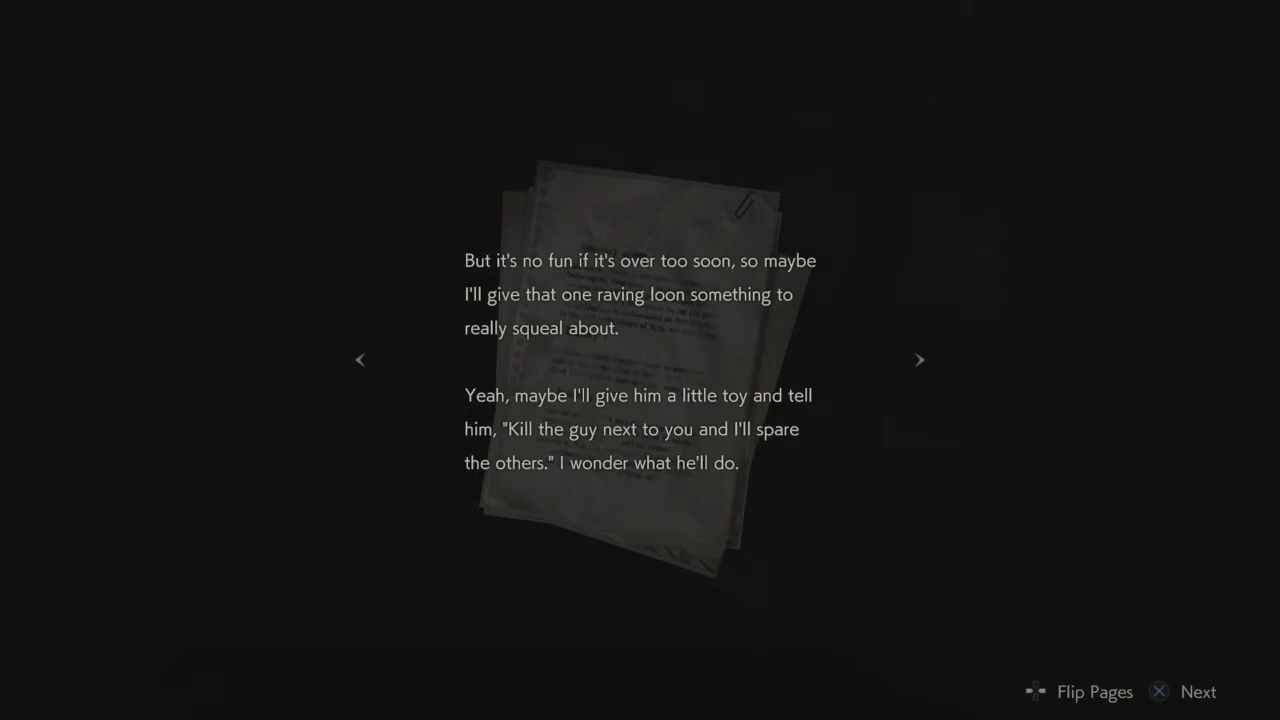 But it's no fun if it's over too soon, so maybe
I'll give that one raving loon something to
really squeal about.
Yeah, maybe I'll give him a little toy and tell
him, "Kill the guy next to you and I'll spare
the others." I wonder what he'll do.
Flip Pages
Next